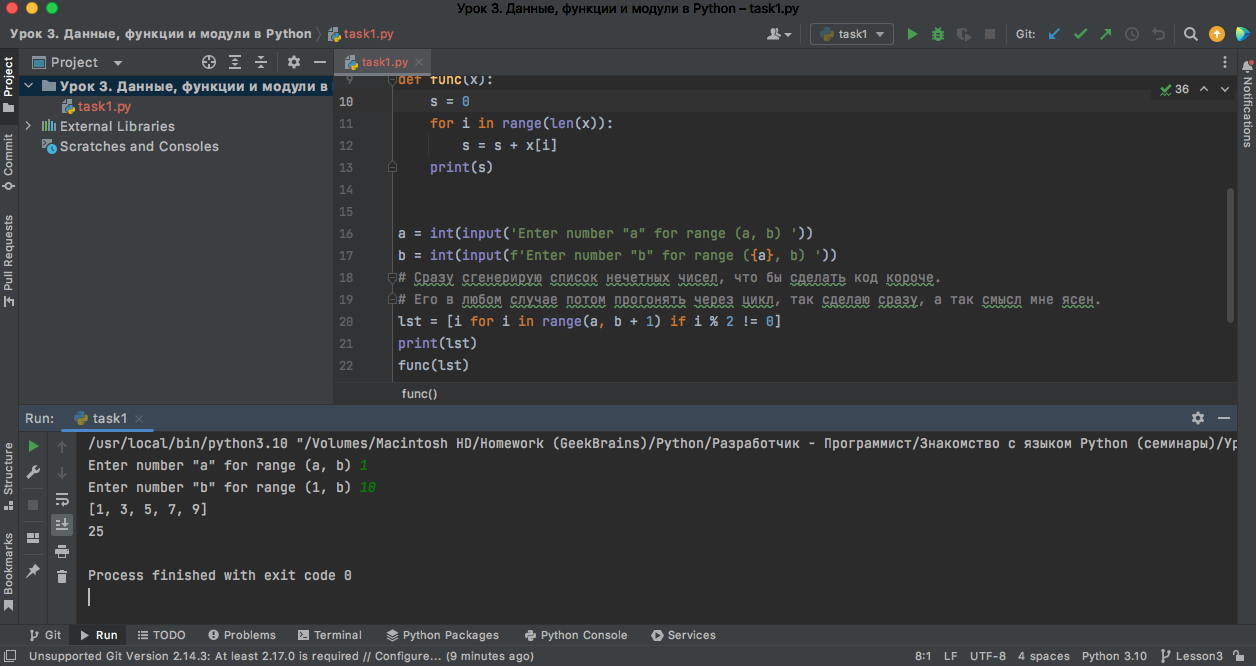 Урок 3. Данные, функции и модули в Python – task1.py
Урок 3. Данные, функции и модули в Python 〉 task1.py
task1
Git:
Project
task1.py
Project
Commit
Pull Requests
Structure
Bookmarks
Notifications
Урок 3. Данные, функции и модули в
task1.py
External Libraries
Scratches and Consoles
36
9 def func(x):
10 s = 0
11 for i in range(len(x)):
12 s = s + x[i]
13 print(s)
14
15
16 a = int(input('Enter number "a" for range (a, b) '))
17 b = int(input(f'Enter number "b" for range ({a}, b) '))
18 # Сразу сгенерирую список нечетных чисел, что бы сделать код короче.
19 # Его в любом случае потом прогонять через цикл, так сделаю сразу, а так смысл мне ясен.
20 lst = [i for i in range(a, b + 1) if i % 2 != 0]
21 print(lst)
22 func(lst)
func()
Run: task1
/usr/local/bin/python3.10 "/Volumes/Macintosh HD/Homework (GeekBrains)/Python/Разработчик - Программист/Знакомство с языком Python (семинары)/Ур
Enter number "a" for range (a, b) 1
Enter number "b" for range (1, b) 10
[1, 3, 5, 7, 9]
25
Process finished with exit code 0
Git Run TODO Problems Terminal Python Packages Python Console Services
Unsupported Git Version 2.14.3: At least 2.17.0 is required // Configure... (9 minutes ago) 8:1 LF UTF-8 4 spaces Python 3.10 Lesson3